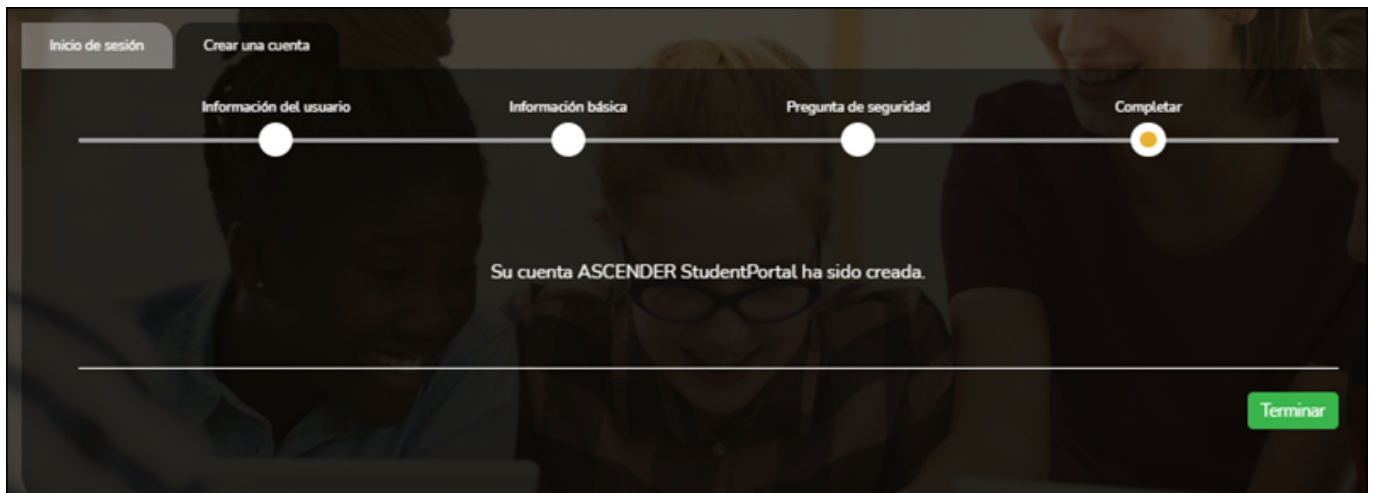 Inicio de sesión
Crear una cuenta
Información del usuario
Información básica
Pregunta de seguridad
Completar
Su cuenta ASCENDER StudentPortal ha sido creada.
Terminar